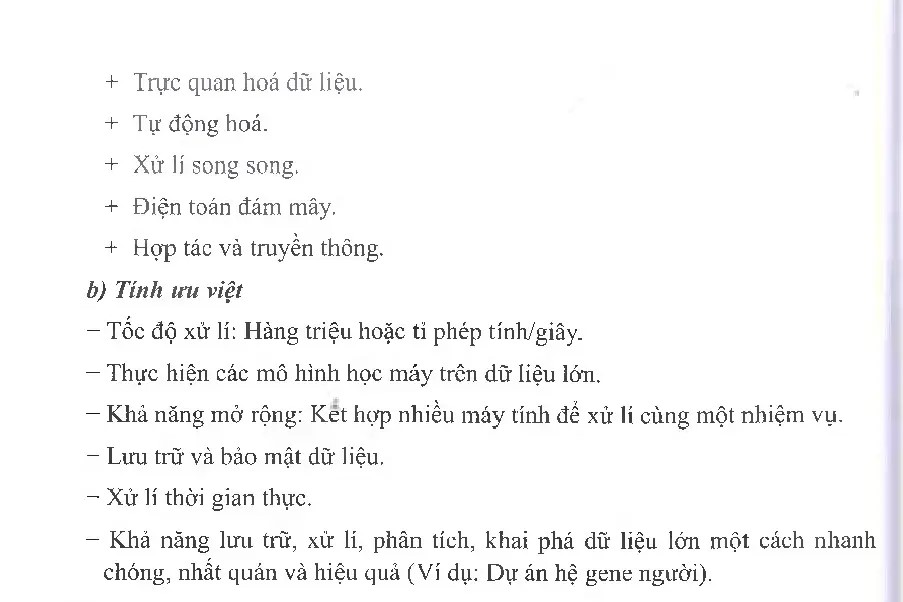 + Trực quan hoá dữ liệu.
+ Tự động hoá.
+ Xử lí song song.
+ Điện toán đám mây.
+ Hợp tác và truyền thông.
b) Tính ưu việt
– Tốc độ xử lí: Hàng triệu hoặc tỉ phép tính/giây.
– Thực hiện các mô hình học máy trên dữ liệu lớn.
– Khả năng mở rộng: Kết hợp nhiều máy tính để xử lí cùng một nhiệm vụ.
– Lưu trữ và bảo mật dữ liệu.
– Xử lí thời gian thực.
– Khả năng lưu trữ, xử lí, phân tích, khai phá dữ liệu lớn một cách nhanh
chóng, nhất quán và hiệu quả (Ví dụ: Dự án hệ gene người).